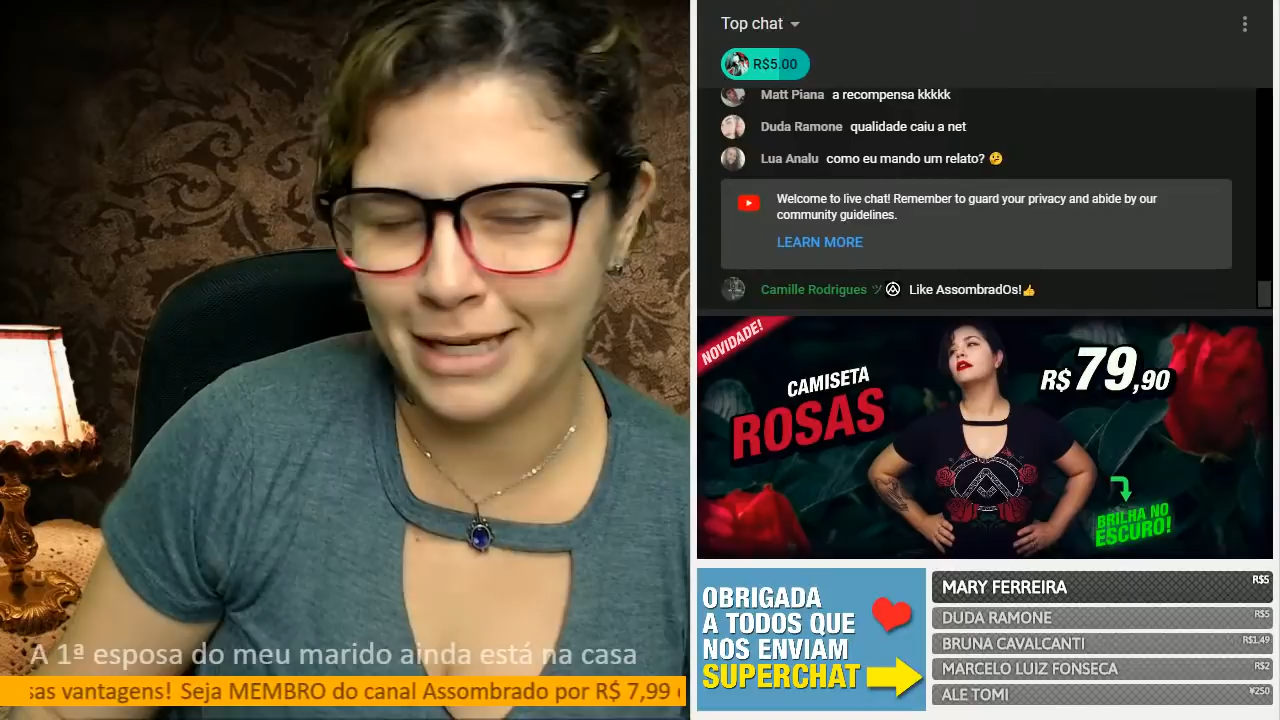 Top chat
R$5.00
Matt Piana a recompensa kkkkk
Duda Ramone qualidade caiu a net
Lua Analu como eu mando um relato? 🤔
Welcome to live chat! Remember to guard your privacy and abide by our
community guidelines.
LEARN MORE
Camille Rodrigues ツ Like AssombradOs!👍
NOVIDADE!
CAMISETA
ROSAS
R$79,90
BRILHA NO
ESCURO!
OBRIGADA
A TODOS QUE
NOS ENVIAM
SUPERCHAT
MARY FERREIRA R$5
DUDA RAMONE R$5
BRUNA CAVALCANTI R$1.49
MARCELO LUIZ FONSECA R$2
ALE TOMI ¥250
A 1ª esposa do meu marido ainda está na casa
sas vantagens! Seja MEMBRO do canal Assombrado por R$ 7,99